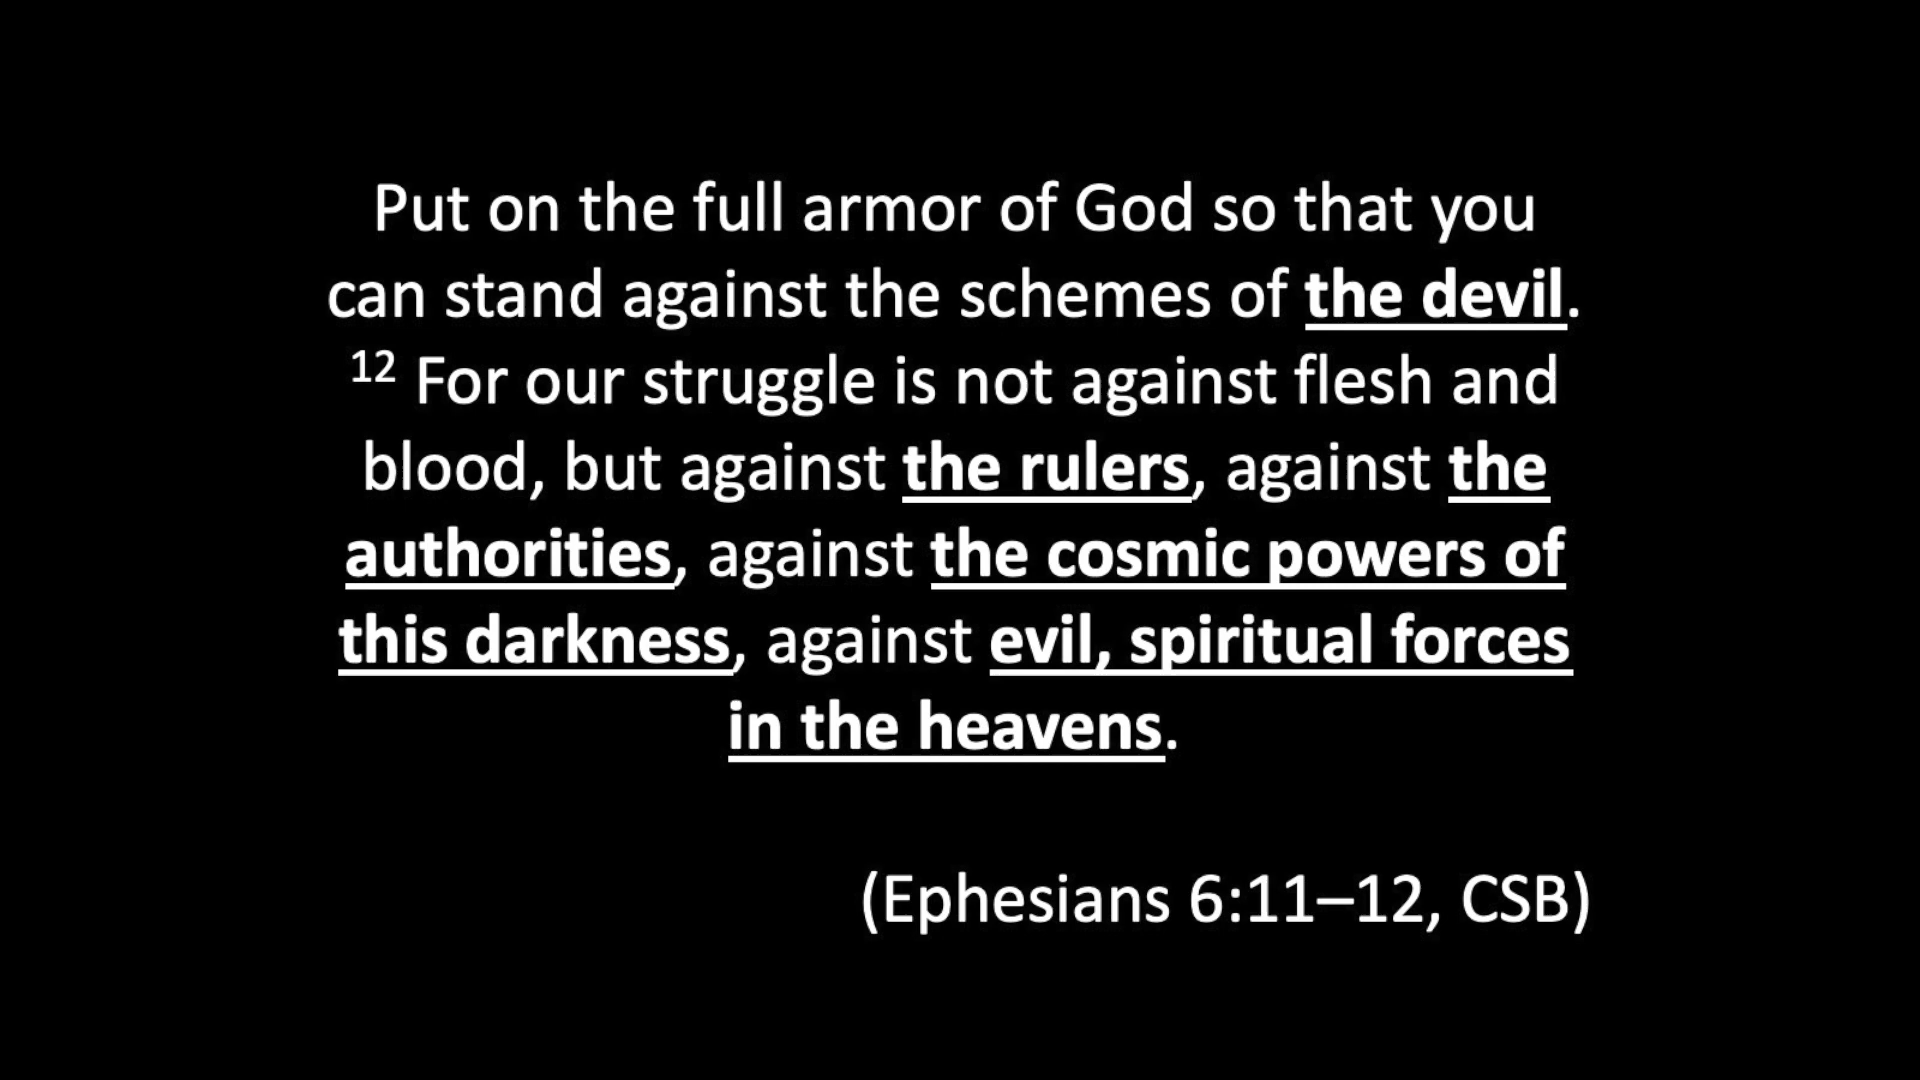 Put on the full armor of God so that you
can stand against the schemes of the devil.
12 For our struggle is not against flesh and
blood, but against the rulers, against the
authorities, against the cosmic powers of
this darkness, against evil, spiritual forces
in the heavens.
(Ephesians 6:11–12, CSB)